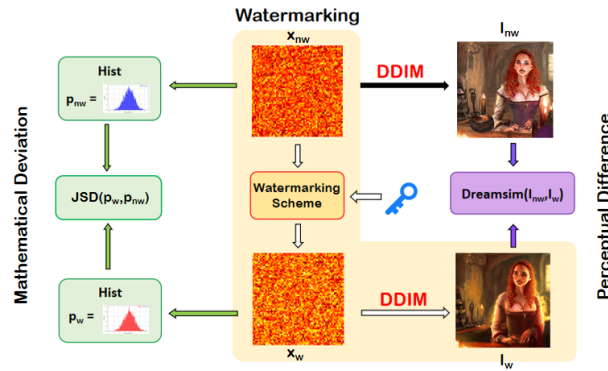 Watermarking
x_nw
I_nw
DDIM
Hist
p_nw =
Mathematical Deviation
JSD(p_w,p_nw)
Watermarking
Scheme
Dreamsim(I_nw,I_w)
Perceptual Difference
Hist
p_w =
DDIM
x_w
I_w